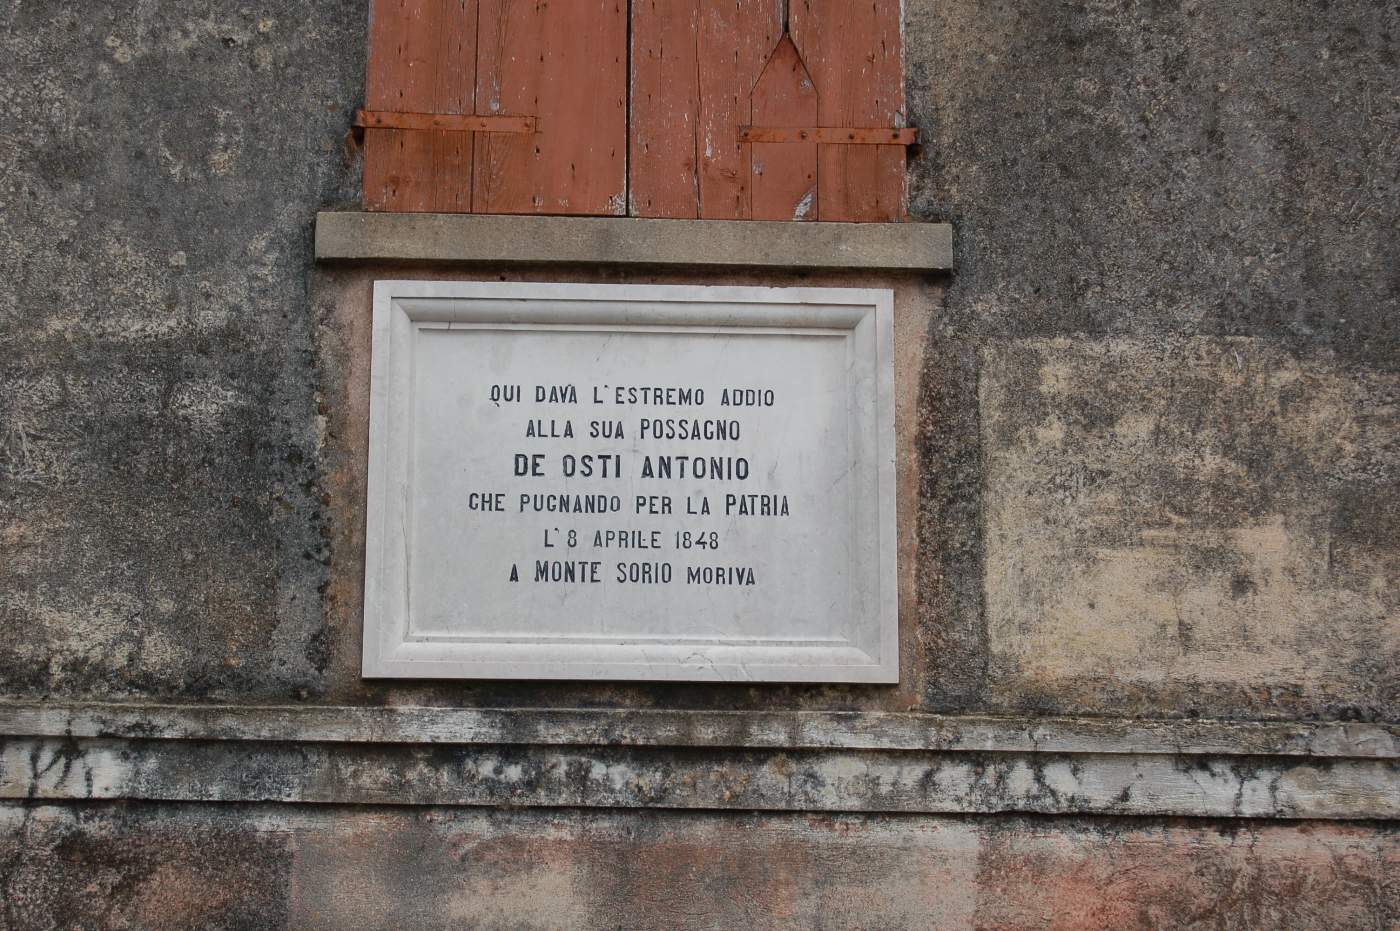 QUI DAVA L'ESTREMO ADDIO
ALLA SUA POSSAGNO
DE OSTI ANTONIO
CHE PUGNANDO PER LA PATRIA
L'8 APRILE 1848
A MONTE SORIO MORIVA